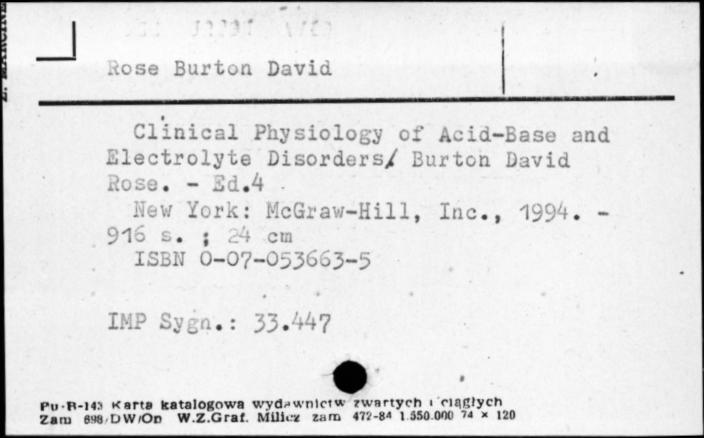 Rose Burton David
Clinical Physiology of Acid-Base and
Electrolyte Disorders/ Burton David
Rose. - Ed.4
New York: McGraw-Hill, Inc., 1994. -
916 s. ; 24 cm
ISBN 0-07-053663-5
IMP Sygn.: 33.447
Pu-B-143 Karta katalogowa wydawnictw zwartych i ciągłych
Zam 698/DW/Op W.Z.Graf. Milicz zam 472-84 1.550.000 74 × 120